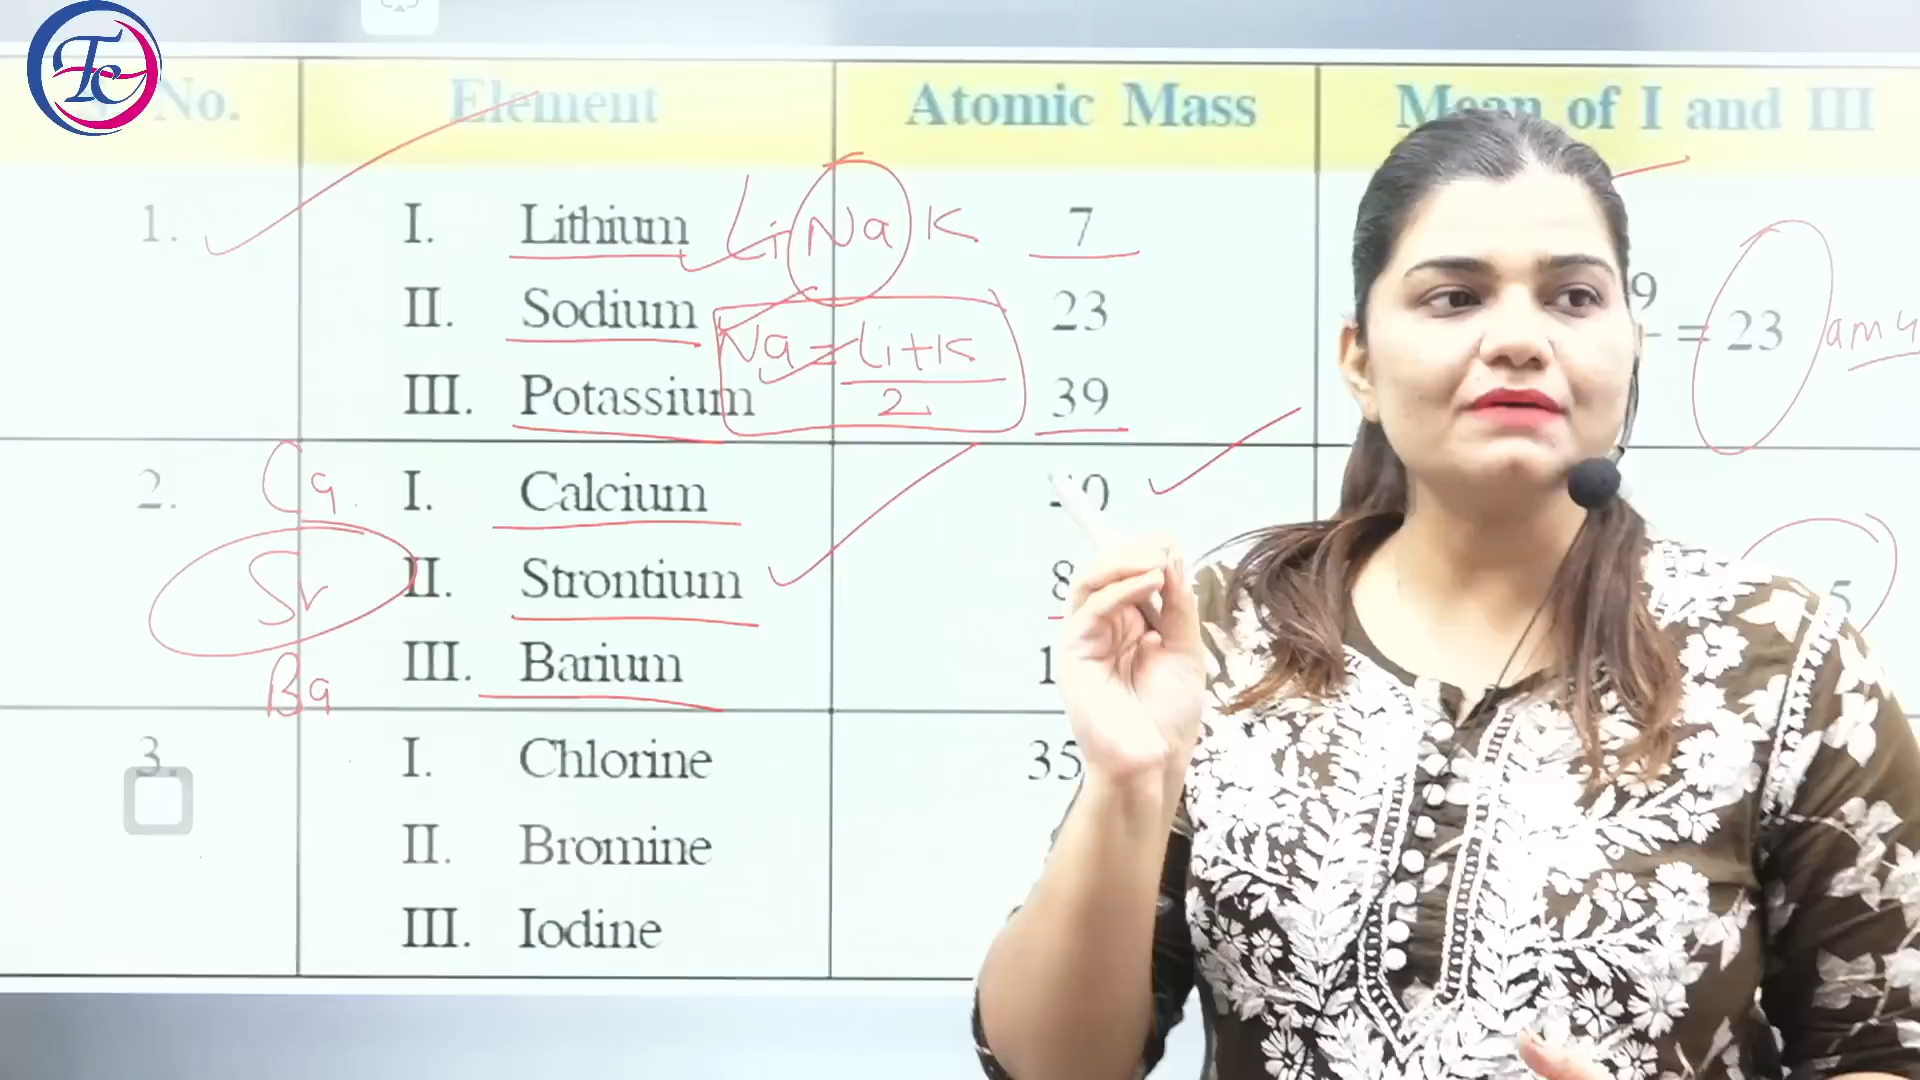 Tc
No. Element Atomic Mass Mean of I and III
1. I. Lithium Li Na K 7
II. Sodium 23 = 23 amu
Na = Li+K
2
III. Potassium 39
2. Ca I. Calcium
Sr II. Strontium
Ba III. Barium
3. I. Chlorine 35
II. Bromine
III. Iodine